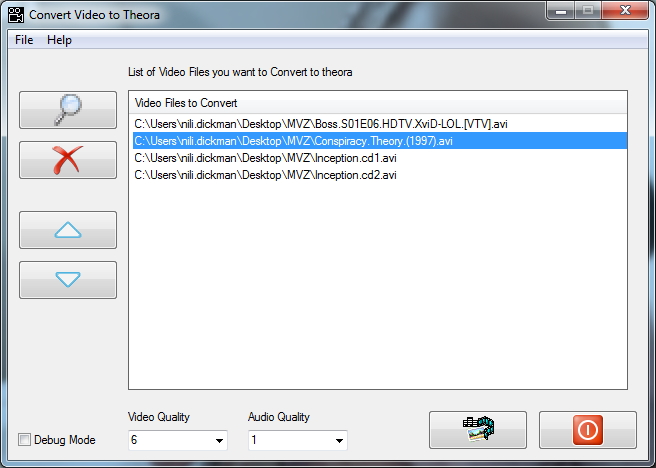 Convert Video to Theora
File Help
List of Video Files you want to Convert to theora
Video Files to Convert
C:\Users\nili.dickman\Desktop\MVZ\Boss.S01E06.HDTV.XviD-LOL.[VTV].avi
C:\Users\nili.dickman\Desktop\MVZ\Conspiracy.Theory.(1997).avi
C:\Users\nili.dickman\Desktop\MVZ\Inception.cd1.avi
C:\Users\nili.dickman\Desktop\MVZ\Inception.cd2.avi
Video Quality Audio Quality
Debug Mode 6 1